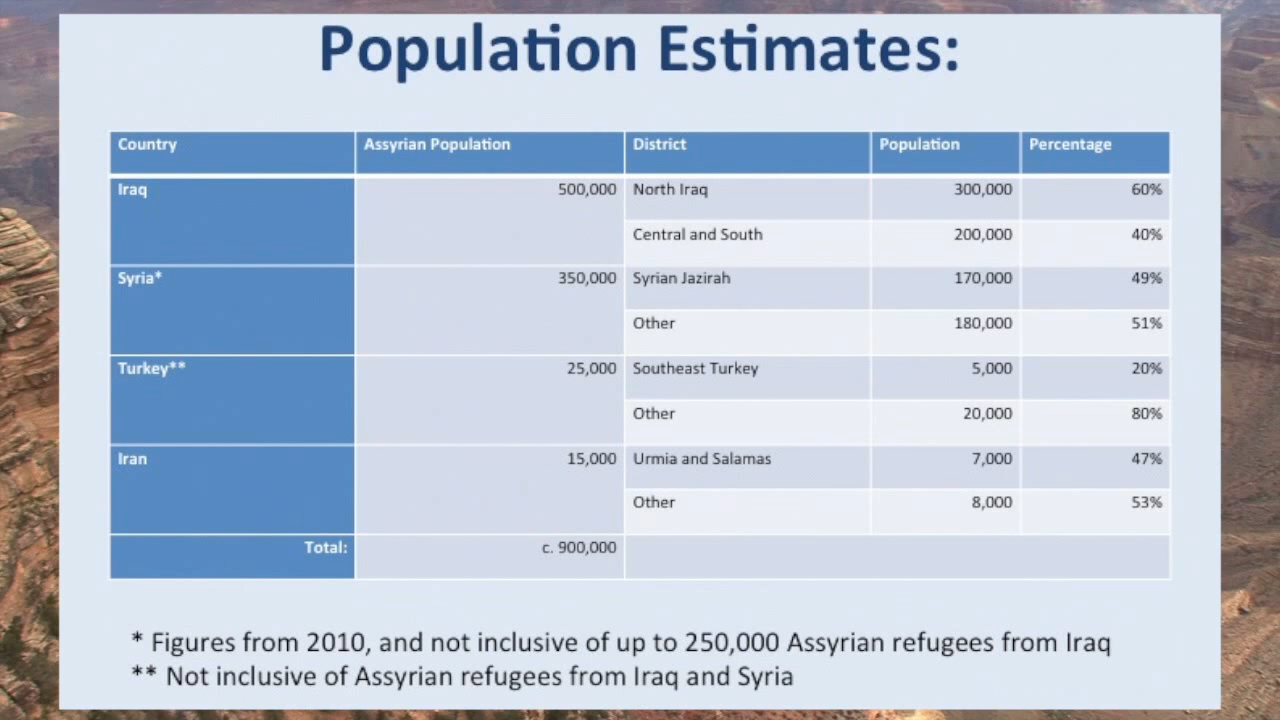 Population Estimates:
Country Assyrian Population District Population Percentage
Iraq 500,000 North Iraq 300,000 60%
Central and South 200,000 40%
Syria* 350,000 Syrian Jazirah 170,000 49%
Other 180,000 51%
Turkey** 25,000 Southeast Turkey 5,000 20%
Other 20,000 80%
Iran 15,000 Urmia and Salamas 7,000 47%
Other 8,000 53%
Total: c. 900,000
* Figures from 2010, and not inclusive of up to 250,000 Assyrian refugees from Iraq
** Not inclusive of Assyrian refugees from Iraq and Syria